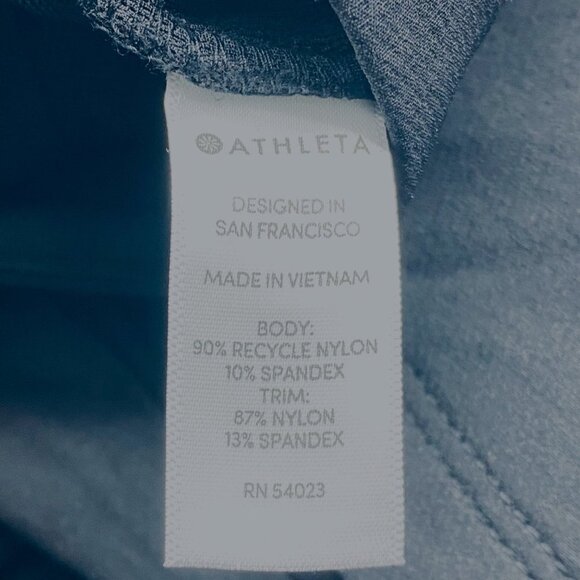 ATHLETA
DESIGNED IN
SAN FRANCISCO
MADE IN VIETNAM
BODY:
90% RECYCLE NYLON
10% SPANDEX
TRIM:
87% NYLON
13% SPANDEX
RN 54023